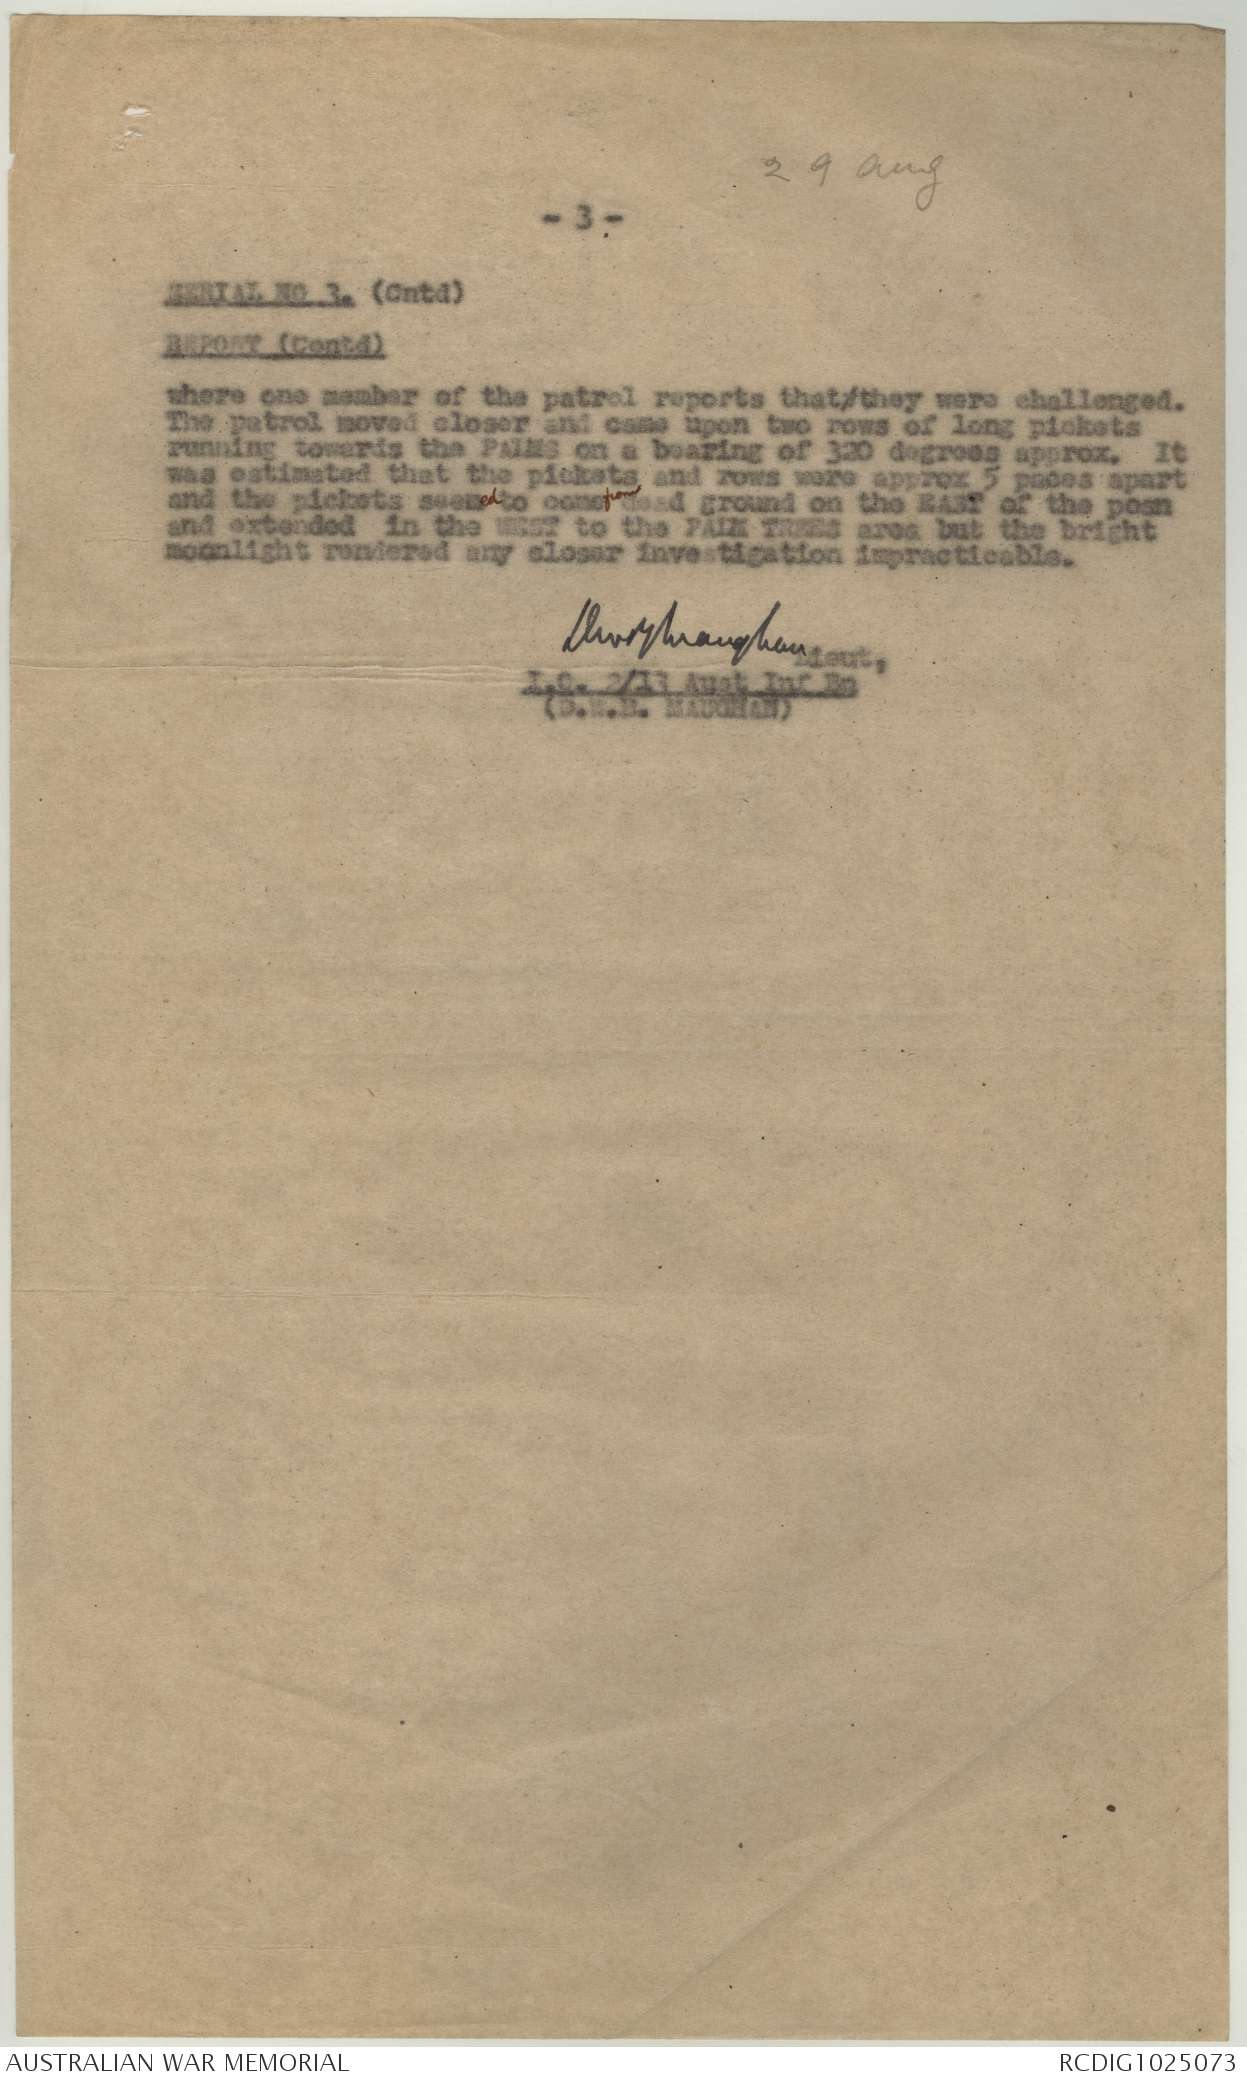 29 Aug
- 3 -
SERIAL NO 3. (Cntd)
REPORT (Contd)
where one member of the patrol reports that/they were challenged.
The patrol moved closer and came upon two rows of long pickets
running towards the PALMS on a bearing of 320 degrees approx. It
was estimated that the pickets and rows were approx 5 paces apart
and the pickets seemed to come from dead ground on the EAST of the posn
and extended in the WEST to the PALM TREES area but the bright
moonlight rendered any closer investigation impracticable.
Lieut,
I.O. 2/13 Aust Inf Bn
(D.W.B. MAUGHAN)
AUSTRALIAN WAR MEMORIAL
RCDIG1025073